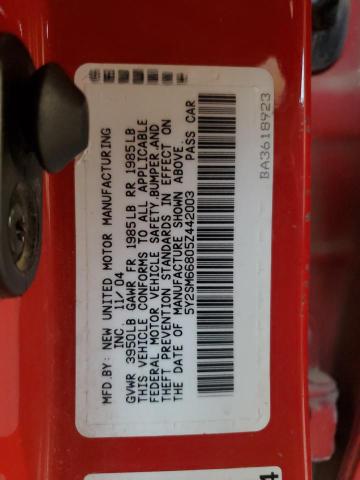 MFD BY: NEW UNITED MOTOR MANUFACTURING
INC. 11/04
GVWR 3950LB GAWR FR 1985LB RR 1985LB
THIS VEHICLE CONFORMS TO ALL APPLICABLE
FEDERAL MOTOR VEHICLE SAFETY,BUMPER,AND
THEFT PREVENTION STANDARDS IN EFFECT ON
THE DATE OF MANUFACTURE SHOWN ABOVE.
5Y2SM66805Z442003 PASS CAR
BA3618923
4